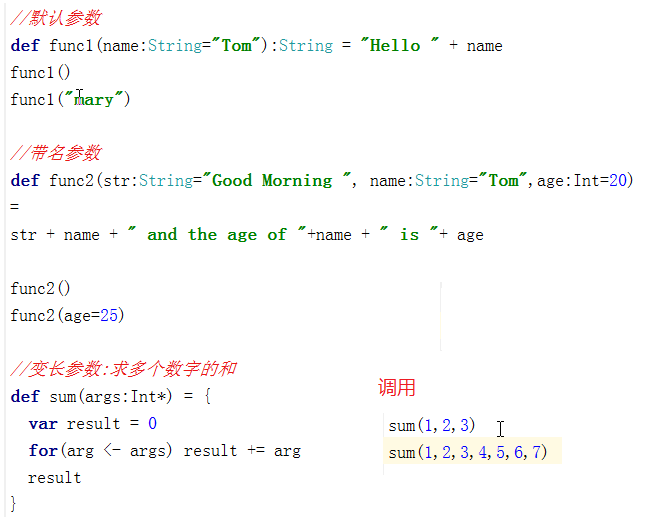 //默认参数
def func1(name:String="Tom"):String = "Hello " + name
func1()
func1("mary")
//带名参数
def func2(str:String="Good Morning ", name:String="Tom",age:Int=20)
=
str + name + " and the age of "+name + " is "+ age
func2()
func2(age=25)
//变长参数:求多个数字的和
def sum(args:Int*) = {
var result = 0
for(arg <- args) result += arg
result
}
调用
sum(1,2,3)
sum(1,2,3,4,5,6,7)